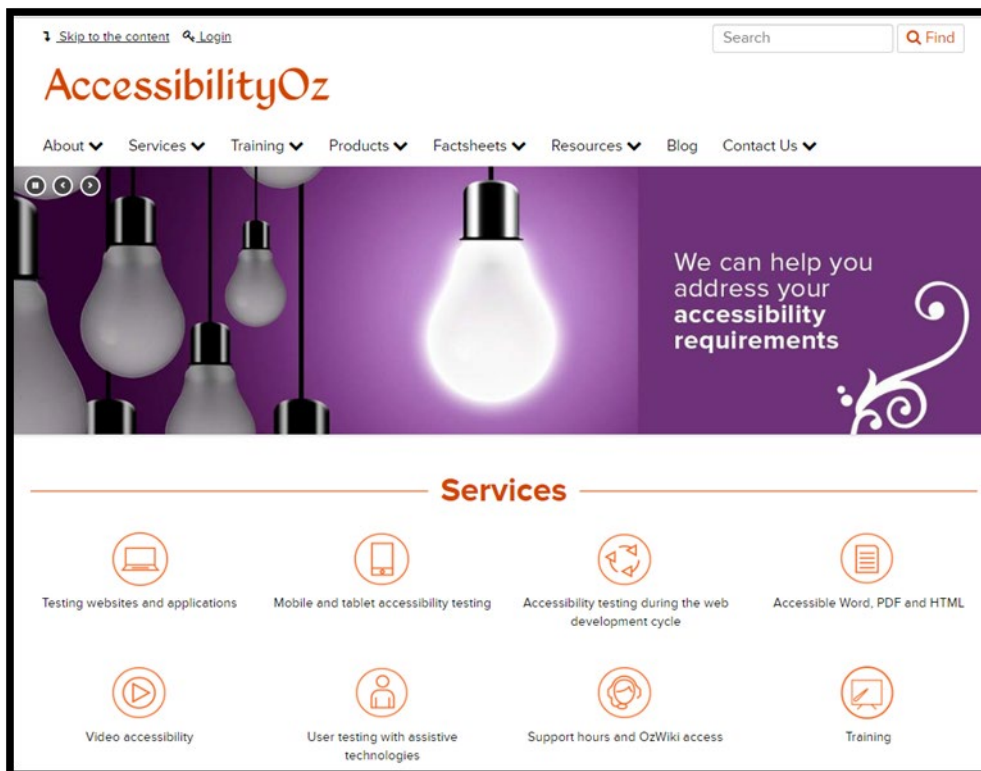 Skip to the content Login
Search Find
AccessibilityOz
About Services Training Products Factsheets Resources Blog Contact Us
We can help you
address your
accessibility
requirements
Services
Testing websites and applications
Mobile and tablet accessibility testing
Accessibility testing during the web
development cycle
Accessible Word, PDF and HTML
Video accessibility
User testing with assistive
technologies
Support hours and OzWiki access
Training